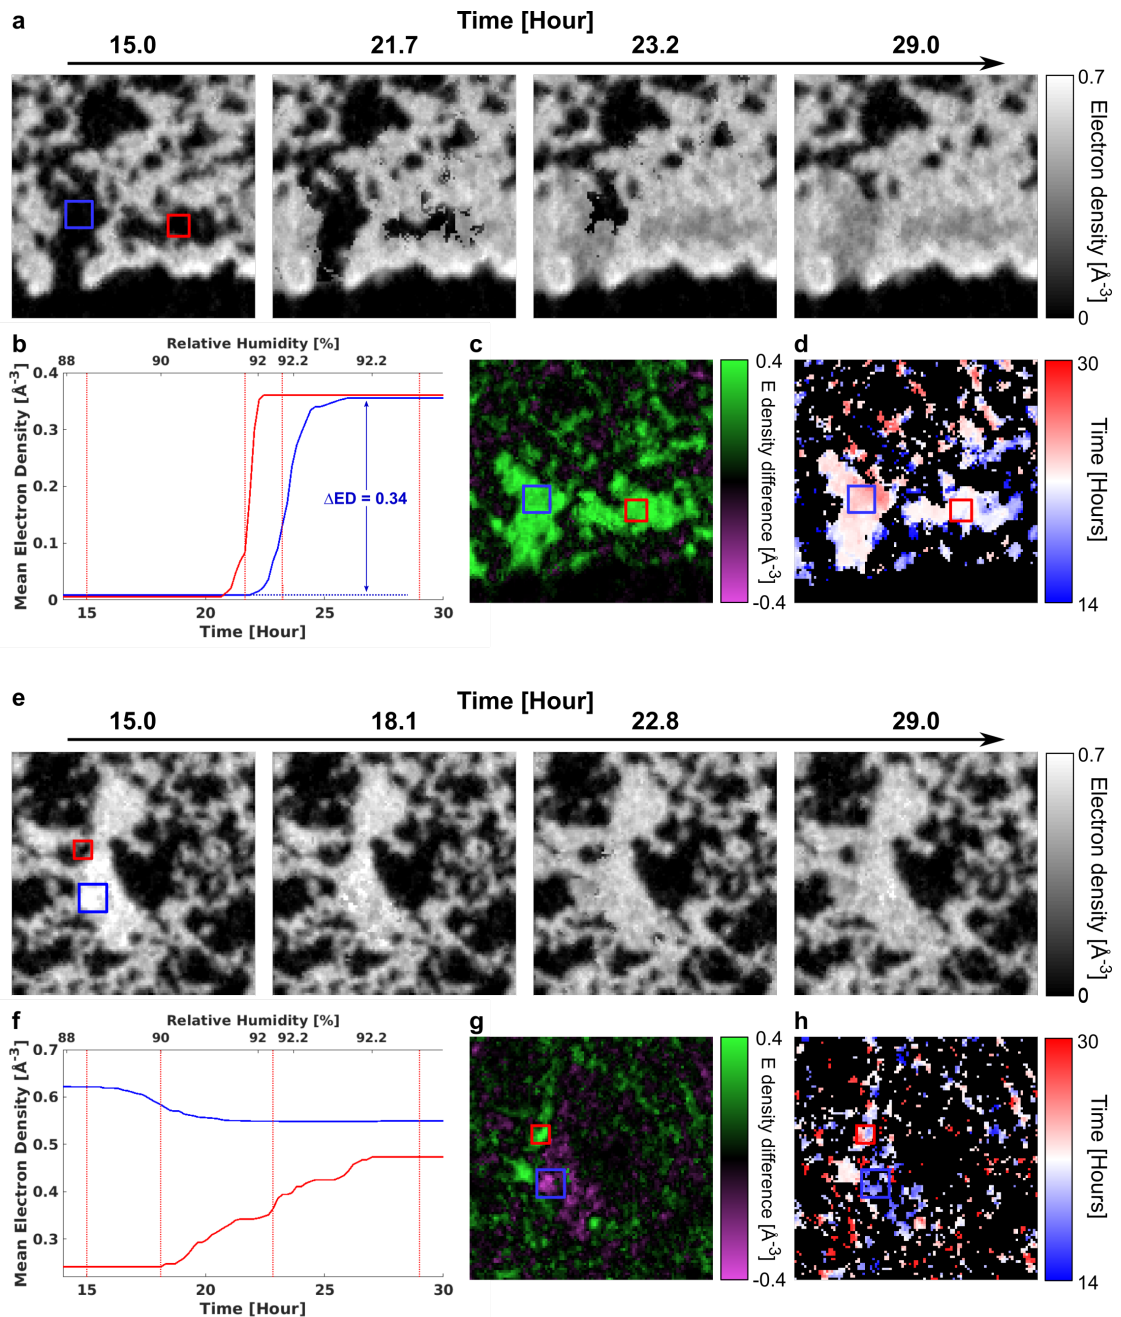 a
Time [Hour]
15.0 21.7 23.2 29.0
0.7
Electron density [Å-3]
0
b
Relative Humidity [%]
88 90 92 92.2 92.2
Mean Electron Density [Å-3]
0.4
0.3
0.2
0.1
0
ΔED = 0.34
15 20 25 30
Time [Hour]
c
0.4
E density difference [Å-3]
-0.4
d
30
Time [Hours]
14
e
Time [Hour]
15.0 18.1 22.8 29.0
0.7
Electron density [Å-3]
0
f
Relative Humidity [%]
88 90 92 92.2 92.2
Mean Electron Density [Å-3]
0.7
0.6
0.5
0.4
0.3
15 20 25 30
Time [Hour]
g
0.4
E density difference [Å-3]
-0.4
h
30
Time [Hours]
14